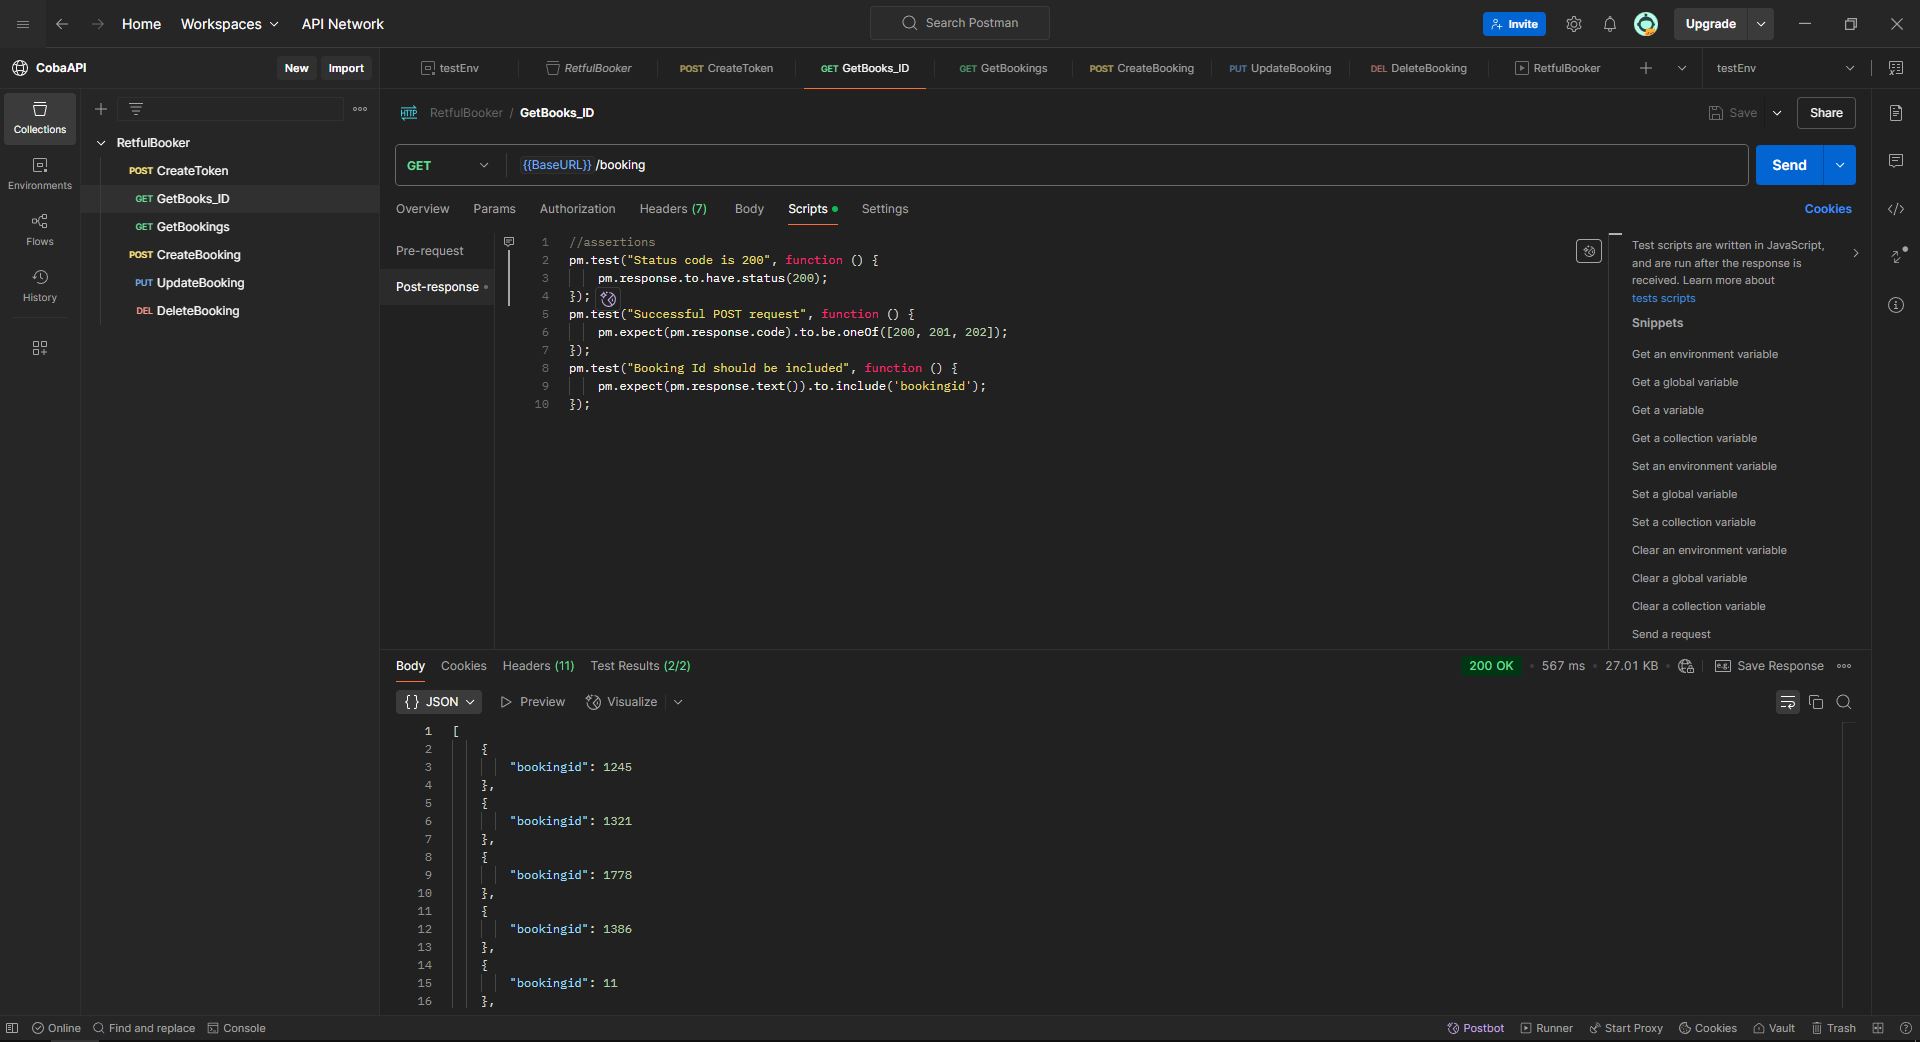 Home Workspaces API Network Search Postman Invite Upgrade
CobaAPI New Import testEnv RetfulBooker POST CreateToken GET GetBooks_ID GET GetBookings POST CreateBooking PUT UpdateBooking DEL DeleteBooking RetfulBooker testEnv
Collections
Environments
Flows
History
RetfulBooker
POST CreateToken
GET GetBooks_ID
GET GetBookings
POST CreateBooking
PUT UpdateBooking
DEL DeleteBooking
HTTP RetfulBooker / GetBooks_ID Save Share
GET {{BaseURL}} /booking Send
Overview Params Authorization Headers (7) Body Scripts Settings Cookies
Pre-request
Post-response
1 //assertions
2 pm.test("Status code is 200", function () {
3 pm.response.to.have.status(200);
4 });
5 pm.test("Successful POST request", function () {
6 pm.expect(pm.response.code).to.be.oneOf([200, 201, 202]);
7 });
8 pm.test("Booking Id should be included", function () {
9 pm.expect(pm.response.text()).to.include('bookingid');
10 });
Test scripts are written in JavaScript,
and are run after the response is
received. Learn more about
tests scripts
Snippets
Get an environment variable
Get a global variable
Get a variable
Get a collection variable
Set an environment variable
Set a global variable
Set a collection variable
Clear an environment variable
Clear a global variable
Clear a collection variable
Send a request
Body Cookies Headers (11) Test Results (2/2) 200 OK 567 ms 27.01 KB e.g. Save Response
{} JSON Preview Visualize
1 [
2 {
3 "bookingid": 1245
4 },
5 {
6 "bookingid": 1321
7 },
8 {
9 "bookingid": 1778
10 },
11 {
12 "bookingid": 1386
13 },
14 {
15 "bookingid": 11
16 },
Online Find and replace Console Postbot Runner Start Proxy Cookies Vault Trash